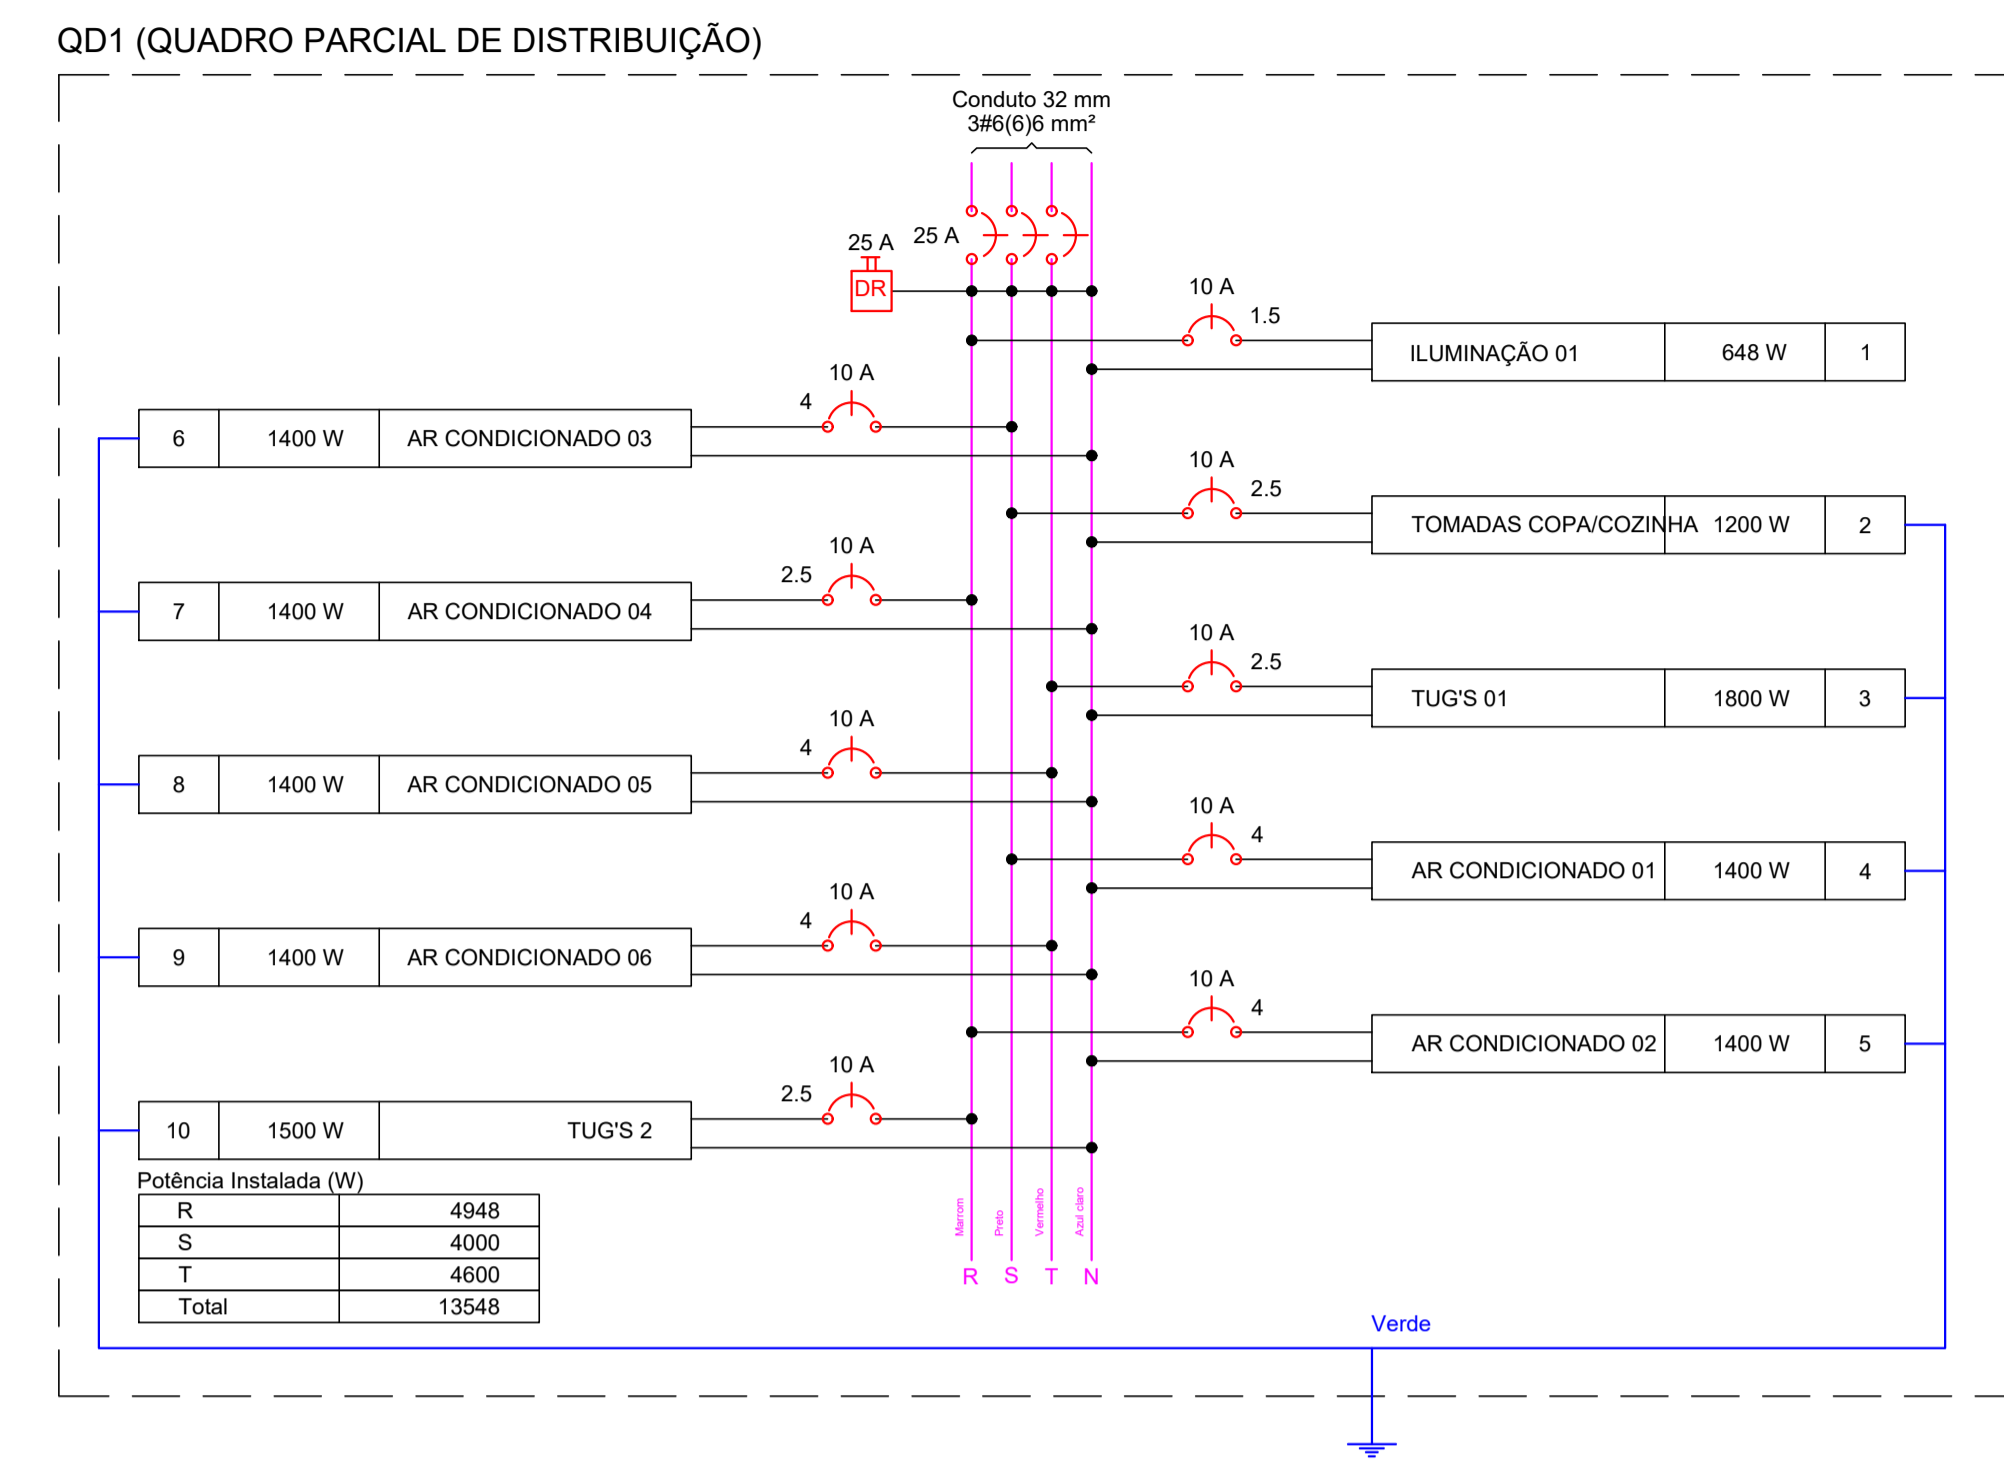 QD1 (QUADRO PARCIAL DE DISTRIBUIÇÃO)
Conduto 32 mm
3#6(6)6 mm²
25 A
25 A
DR
10 A
1.5
ILUMINAÇÃO 01 648 W 1
10 A
4
6 1400 W AR CONDICIONADO 03
10 A
2.5
TOMADAS COPA/COZINHA 1200 W 2
10 A
2.5
7 1400 W AR CONDICIONADO 04
10 A
2.5
TUG'S 01 1800 W 3
10 A
4
8 1400 W AR CONDICIONADO 05
10 A
4
AR CONDICIONADO 01 1400 W 4
10 A
4
9 1400 W AR CONDICIONADO 06
10 A
4
AR CONDICIONADO 02 1400 W 5
10 A
2.5
10 1500 W TUG'S 2
Potência Instalada (W)
R 4948
S 4000
T 4600
Total 13548
Marrom
Preto
Vermelho
Azul claro
R S T N
Verde